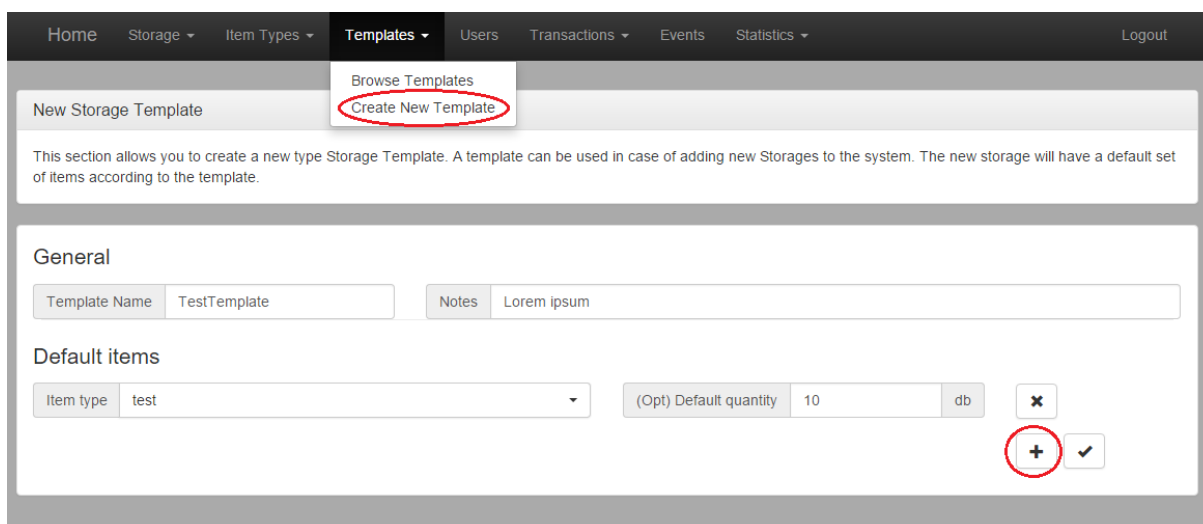 Home Storage Item Types Templates Users Transactions Events Statistics Logout
Browse Templates
Create New Template
New Storage Template
This section allows you to create a new type Storage Template. A template can be used in case of adding new Storages to the system. The new storage will have a default set
of items according to the template.
General
Template Name TestTemplate Notes Lorem ipsum
Default items
Item type test (Opt) Default quantity 10 db